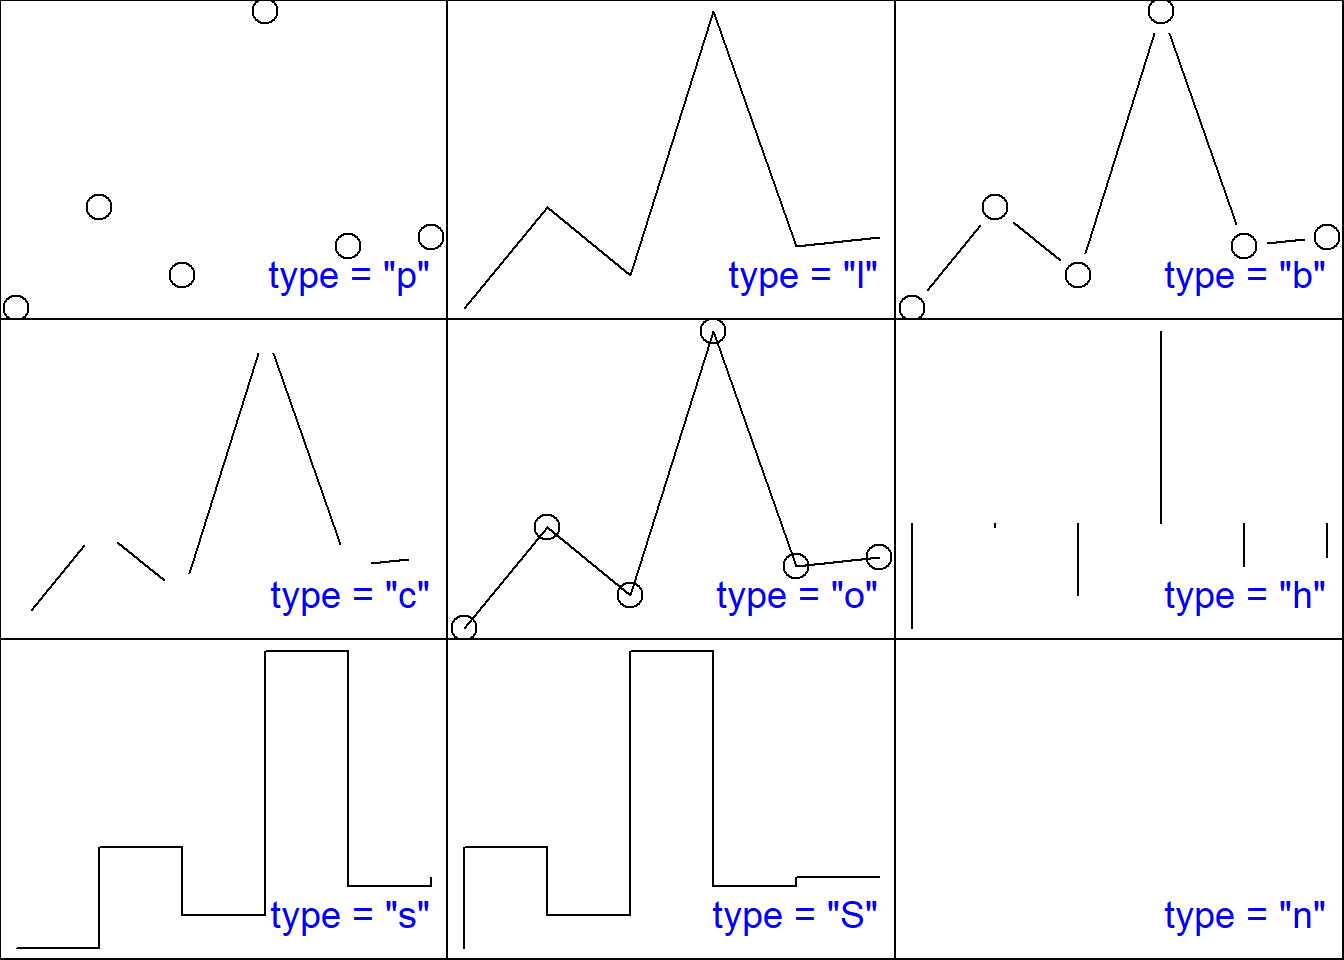 type = "p"
type = "l"
type = "b"
type = "c"
type = "o"
type = "h"
type = "s"
type = "S"
type = "n"